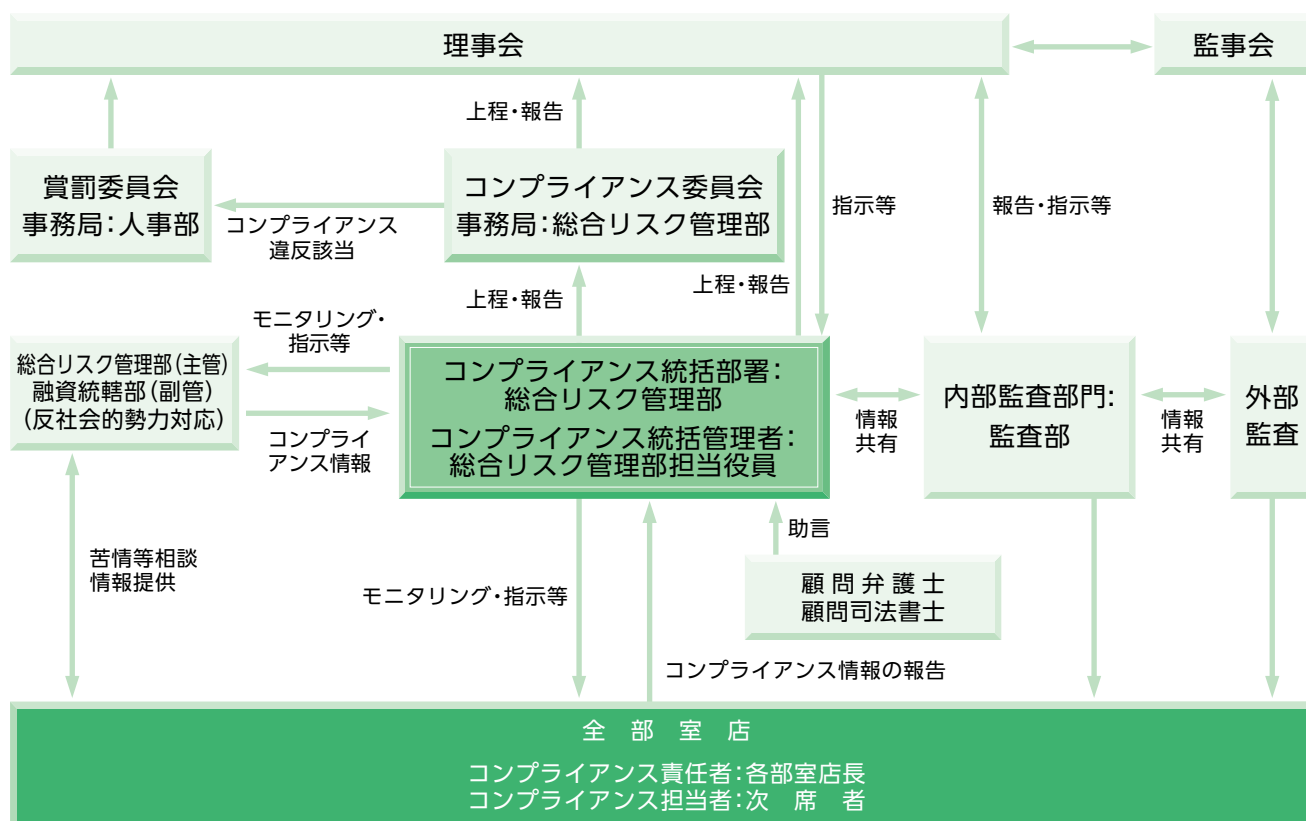 理事会
監事会
上程・報告
賞罰委員会
事務局：人事部
コンプライアンス委員会
事務局：総合リスク管理部
コンプライアンス
違反該当
指示等
報告・指示等
上程・報告
上程・報告
モニタリング・
指示等
総合リスク管理部（主管）
融資統轄部（副管）
（反社会的勢力対応）
コンプライ
アンス情報
コンプライアンス統括部署：
総合リスク管理部
コンプライアンス統括管理者：
総合リスク管理部担当役員
情報
共有
内部監査部門：
監査部
情報
共有
外部
監査
助言
顧問弁護士
顧問司法書士
苦情等相談
情報提供
モニタリング・指示等
コンプライアンス情報の報告
全部室店
コンプライアンス責任者：各部室店長
コンプライアンス担当者：次席者